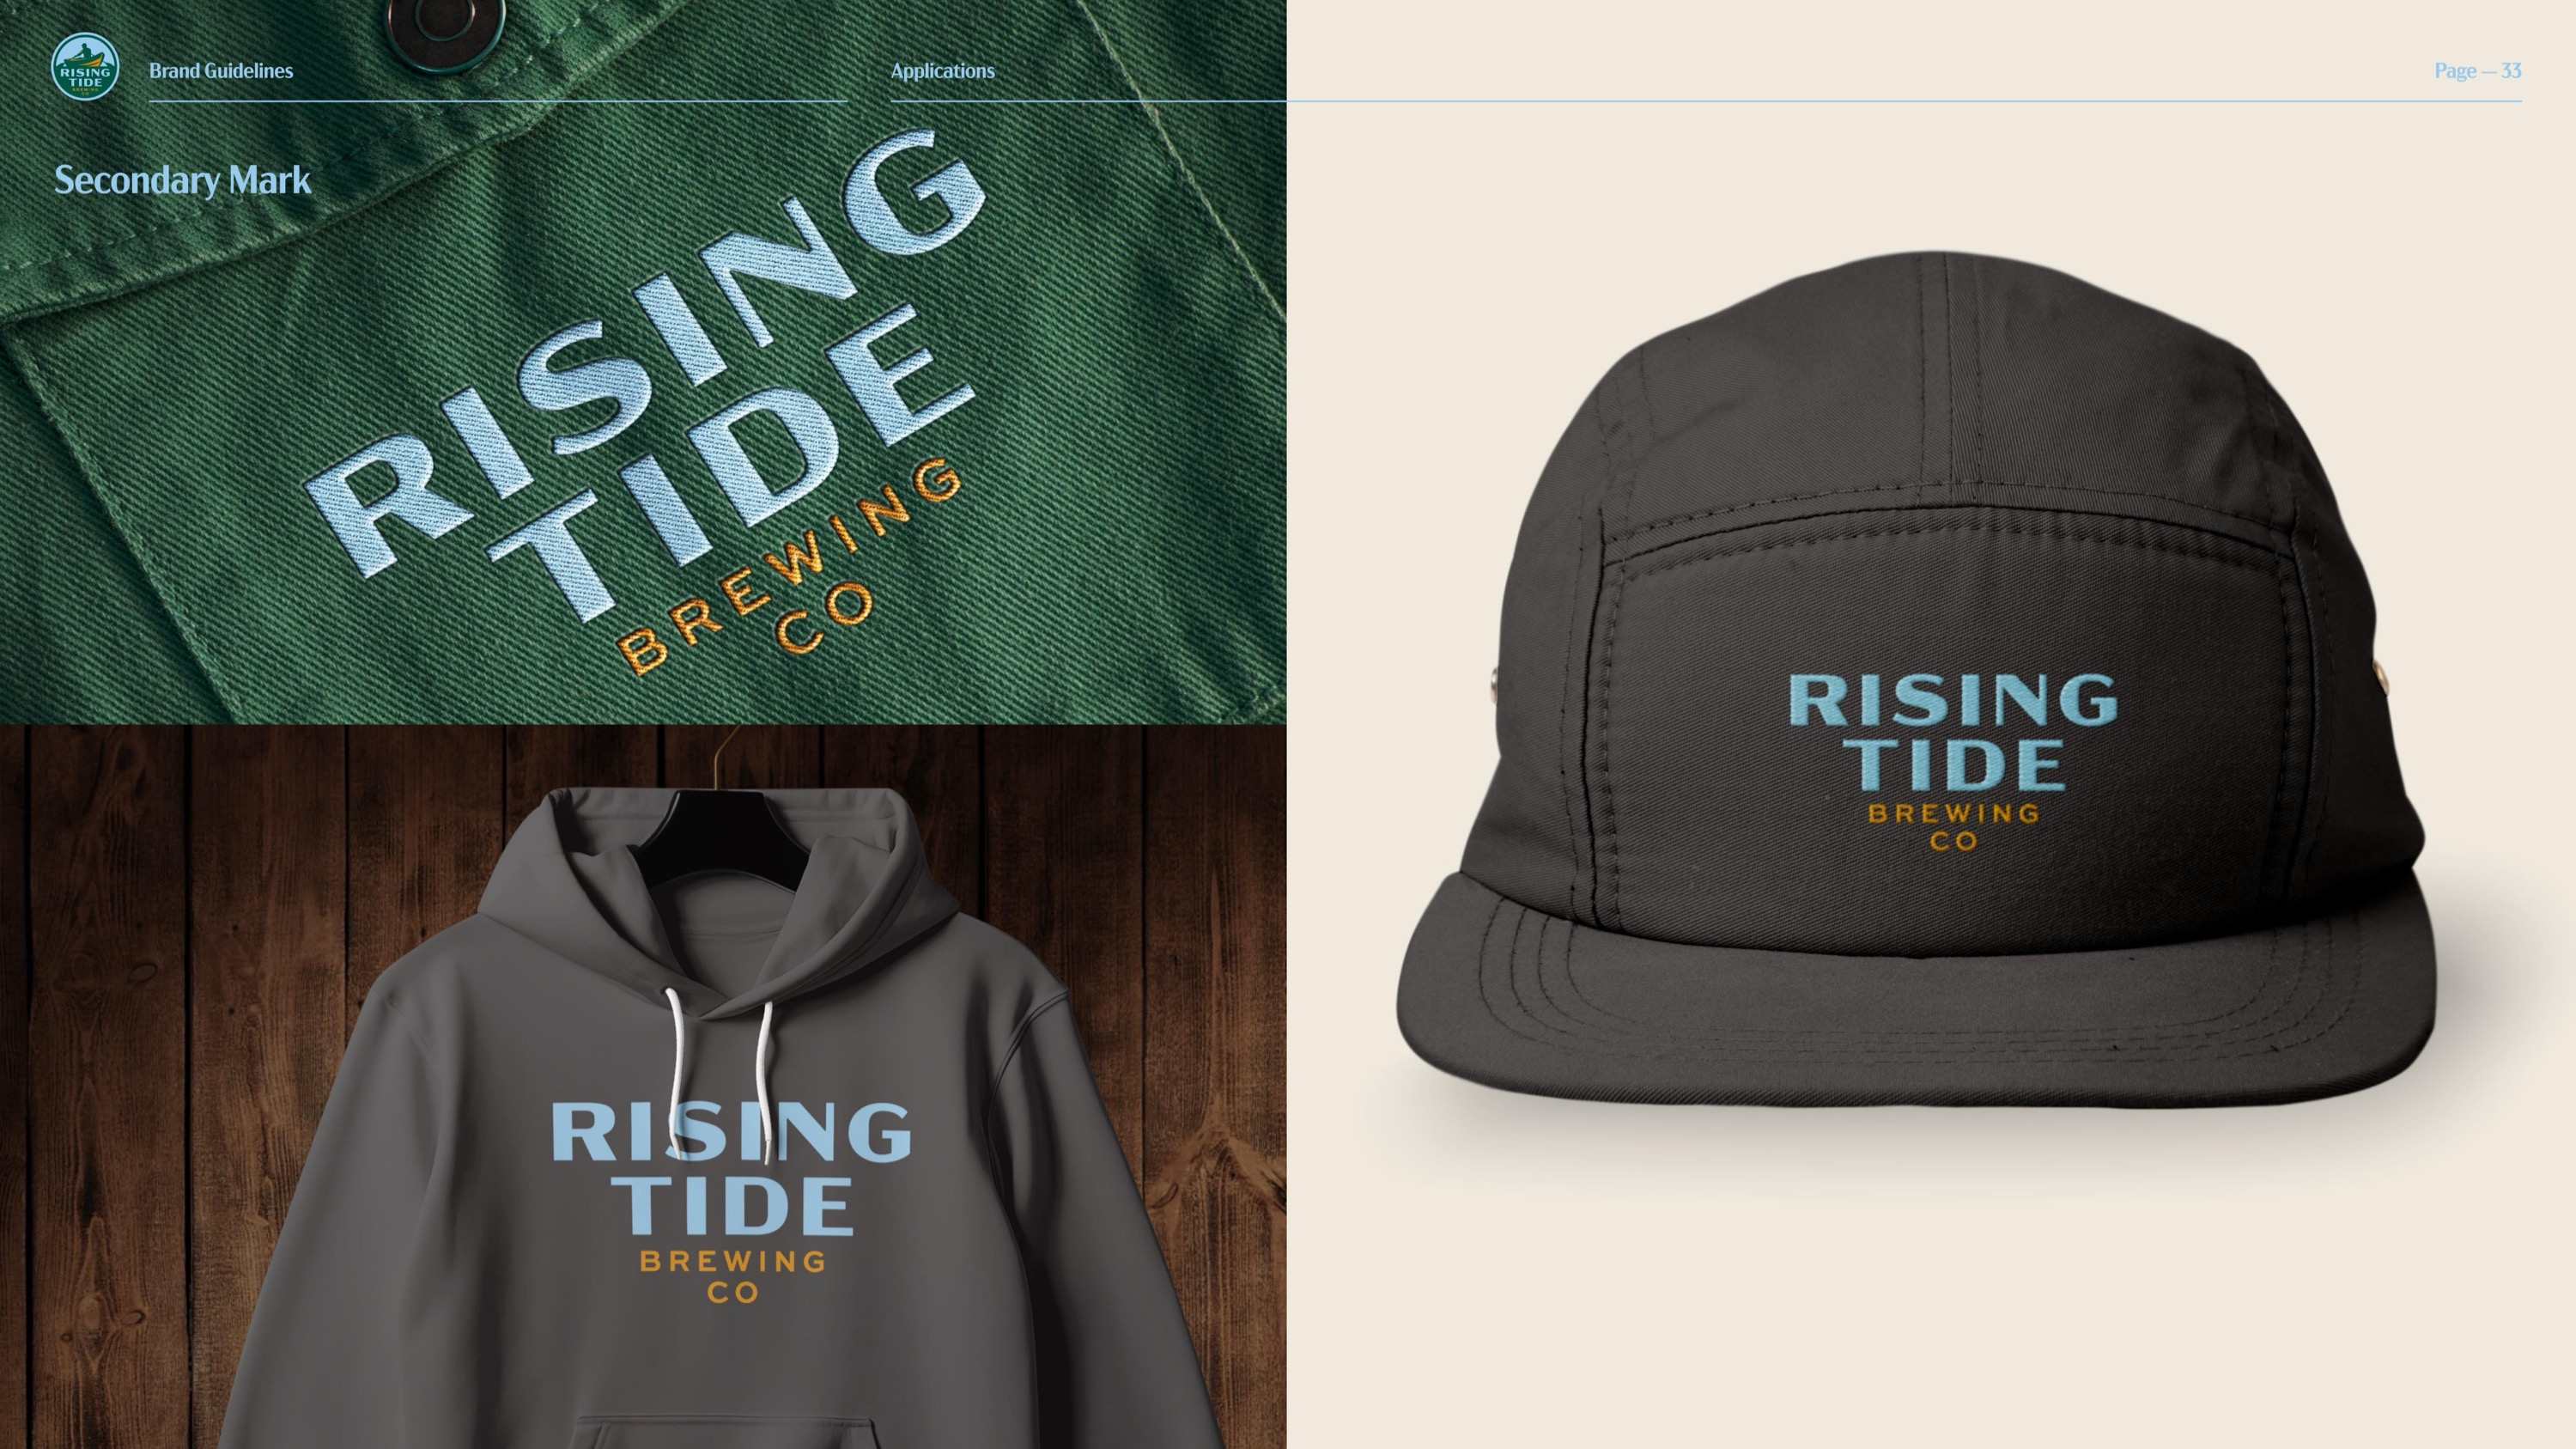 RISING
TIDE
BREWING
CO
Brand Guidelines
Applications
Page — 33
Secondary Mark
RISING
TIDE
BREWING
CO
RISING
TIDE
BREWING
CO
RISING
TIDE
BREWING
CO